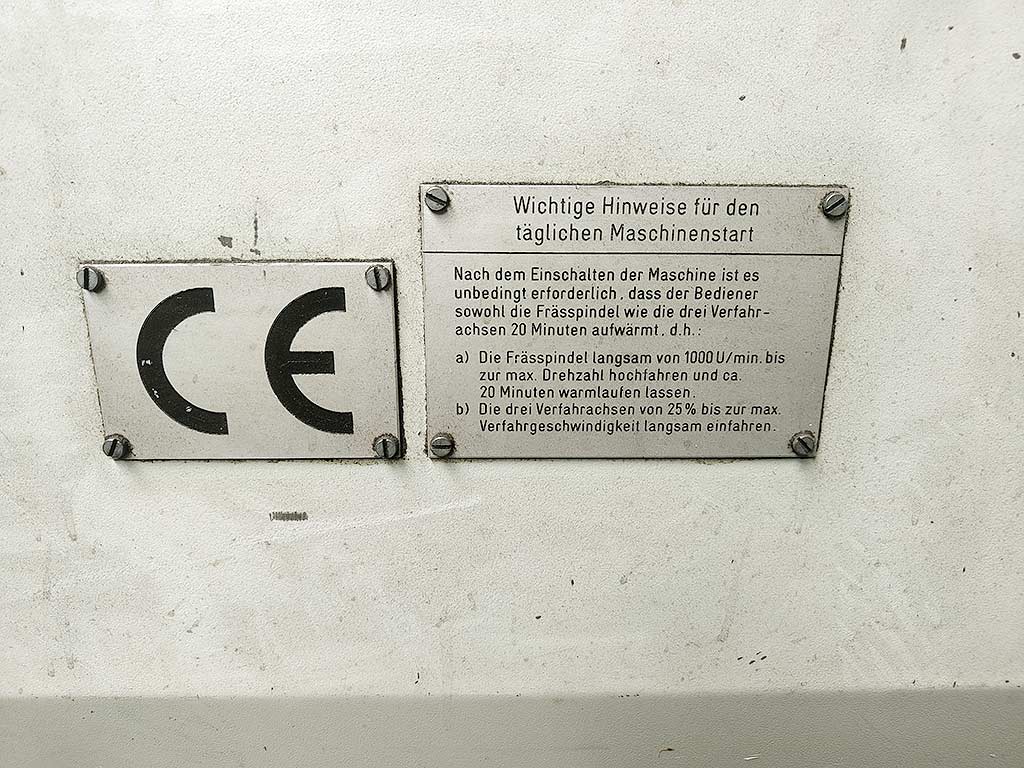 CE
Wichtige Hinweise für den
täglichen Maschinenstart
Nach dem Einschalten der Maschine ist es
unbedingt erforderlich, dass der Bediener
sowohl die Frässpindel wie die drei Verfahr-
achsen 20 Minuten aufwärmt, d.h.:
a) Die Frässpindel langsam von 1000 U/min. bis
zur max. Drehzahl hochfahren und ca.
20 Minuten warmlaufen lassen.
b) Die drei Verfahrachsen von 25% bis zur max.
Verfahrgeschwindigkeit langsam einfahren.